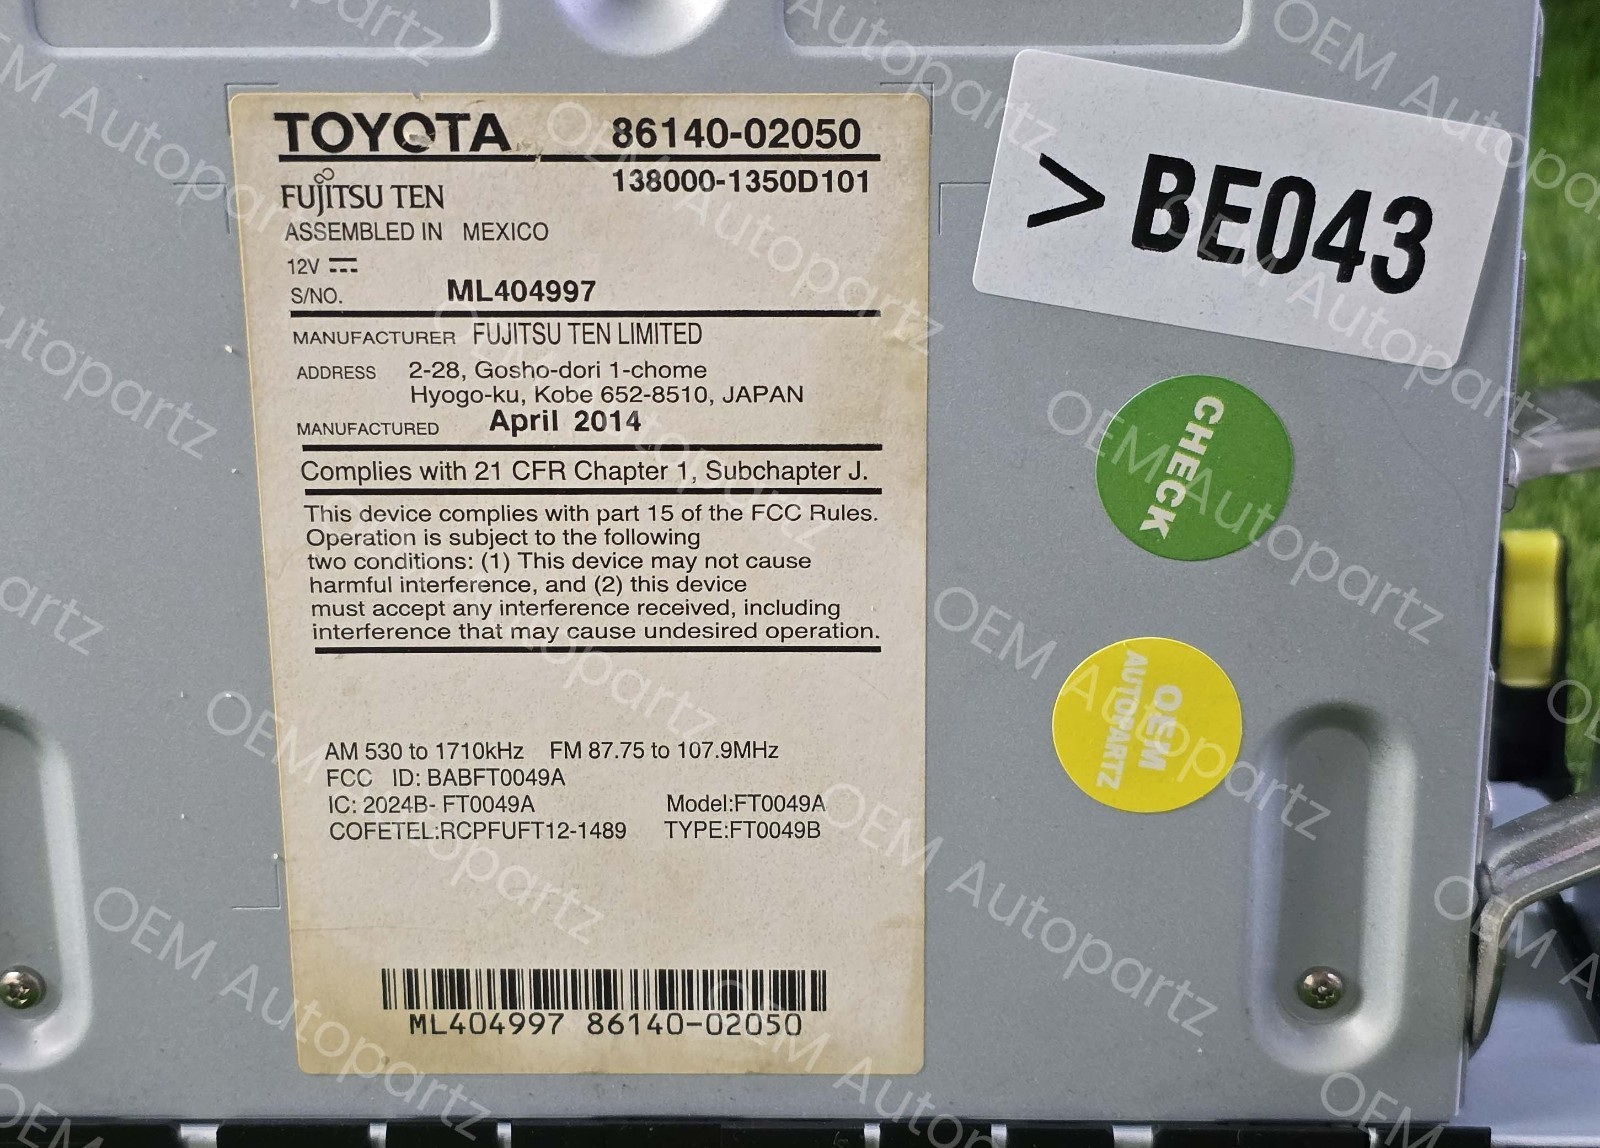 TOYOTA 86140-02050
FUJITSU TEN 138000-1350D101
ASSEMBLED IN MEXICO
12V
S/NO. ML404997
MANUFACTURER FUJITSU TEN LIMITED
ADDRESS 2-28, Gosho-dori 1-chome
Hyogo-ku, Kobe 652-8510, JAPAN
MANUFACTURED April 2014
Complies with 21 CFR Chapter 1, Subchapter J.
This device complies with part 15 of the FCC Rules.
Operation is subject to the following
two conditions: (1) This device may not cause
harmful interference, and (2) this device
must accept any interference received, including
interference that may cause undesired operation.
AM 530 to 1710kHz FM 87.75 to 107.9MHz
FCC ID: BABFT0049A
IC: 2024B- FT0049A Model:FT0049A
COFETEL:RCPFUFT12-1489 TYPE:FT0049B
ML404997 86140-02050
>BE043
CHECK
OEM
AUTOPARTZ
OEM Autopartz